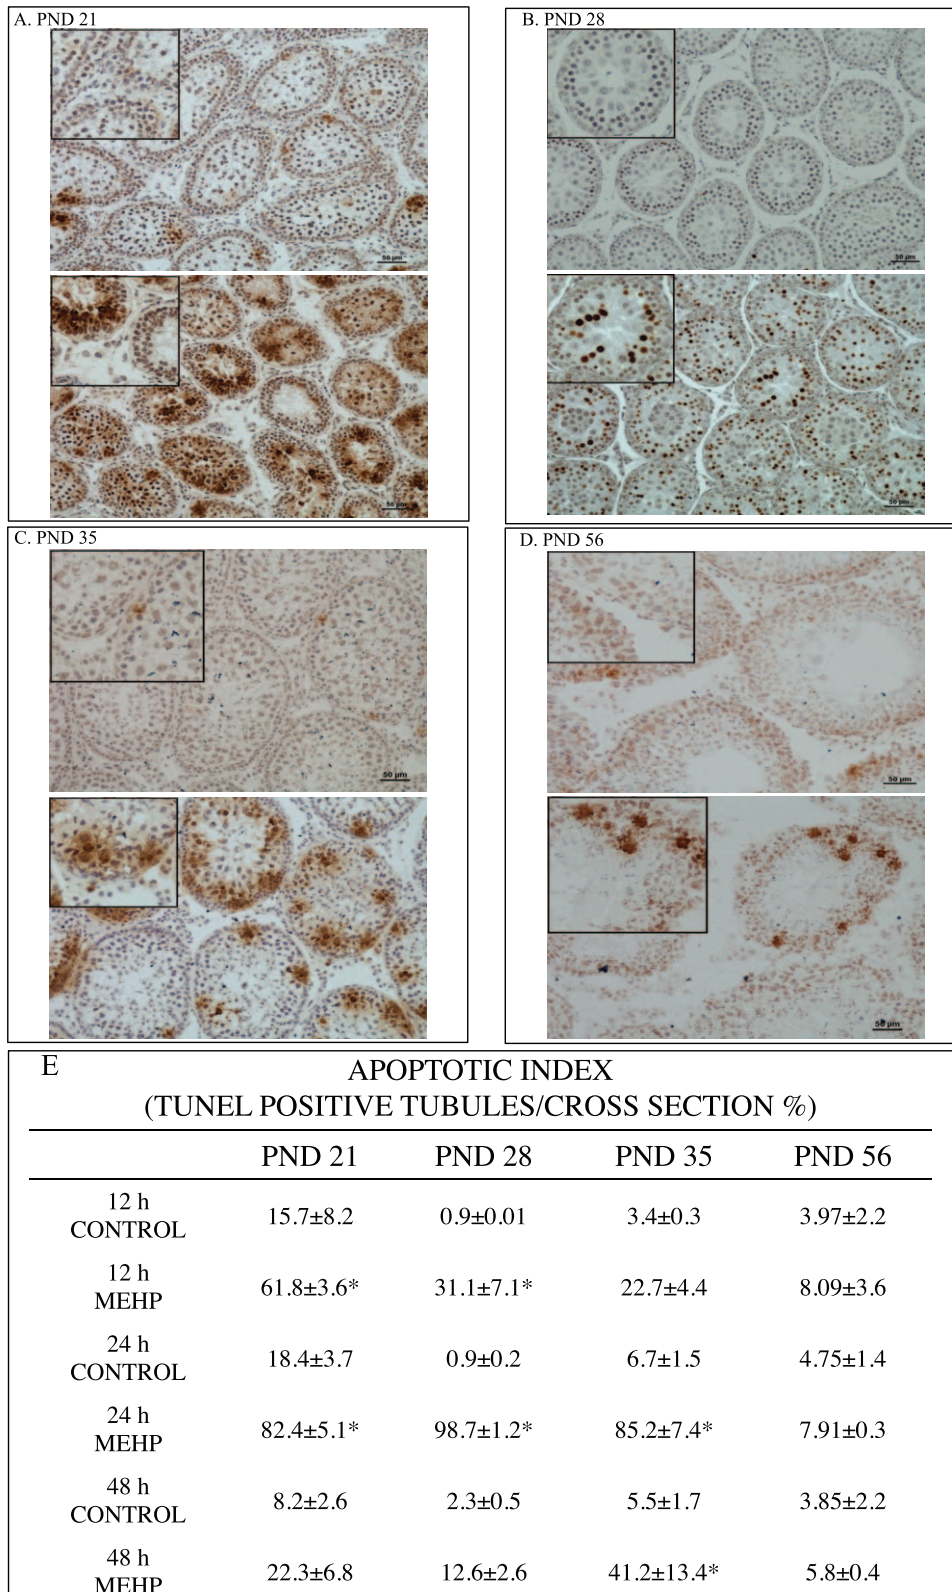 A. PND 21
50 µm
50 µm
B. PND 28
50 µm
50 µm
C. PND 35
50 µm
D. PND 56
50 µm
50 µm
E
APOPTOTIC INDEX
(TUNEL POSITIVE TUBULES/CROSS SECTION %)
PND 21 PND 28 PND 35 PND 56
12 h
CONTROL 15.7±8.2 0.9±0.01 3.4±0.3 3.97±2.2
12 h
MEHP 61.8±3.6* 31.1±7.1* 22.7±4.4 8.09±3.6
24 h
CONTROL 18.4±3.7 0.9±0.2 6.7±1.5 4.75±1.4
24 h
MEHP 82.4±5.1* 98.7±1.2* 85.2±7.4* 7.91±0.3
48 h
CONTROL 8.2±2.6 2.3±0.5 5.5±1.7 3.85±2.2
48 h
MEHP 22.3±6.8 12.6±2.6 41.2±13.4* 5.8±0.4